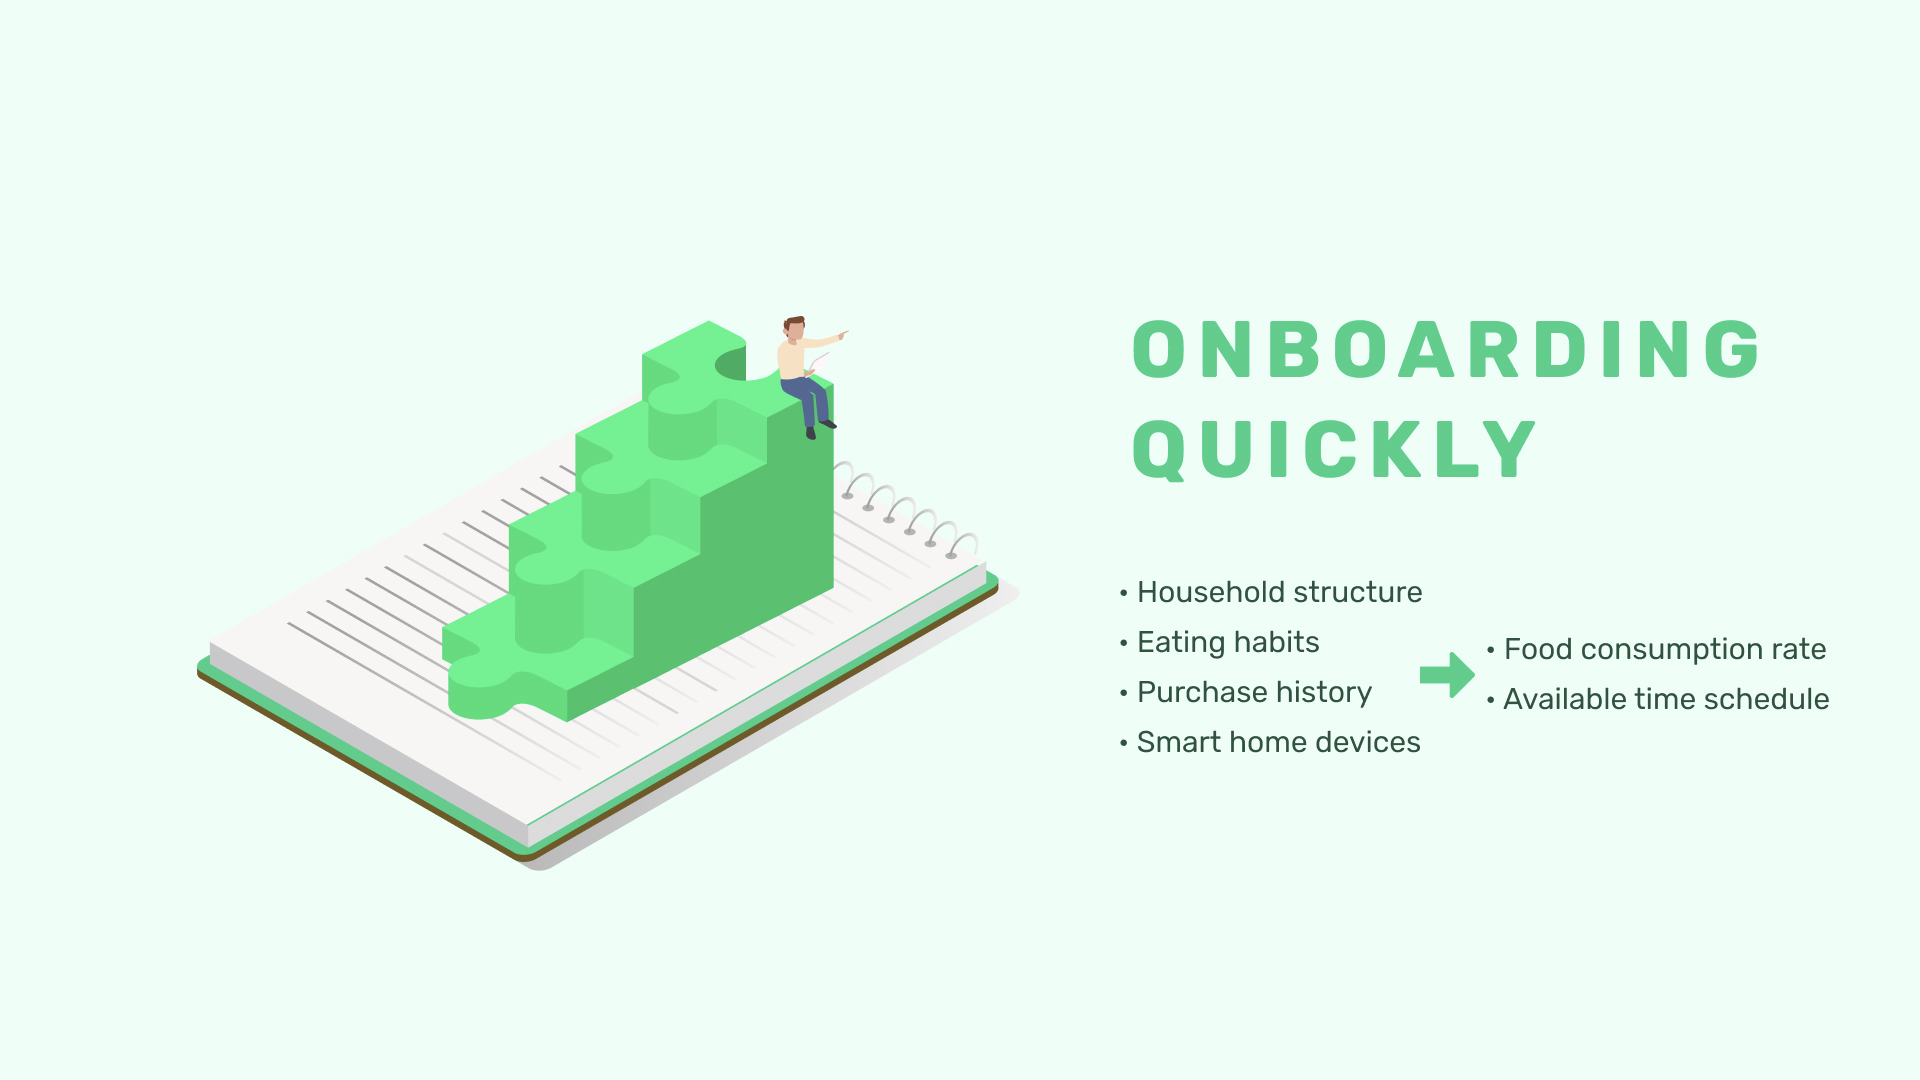 ONBOARDING
QUICKLY
• Household structure
• Eating habits
• Purchase history
• Smart home devices
• Food consumption rate
• Available time schedule